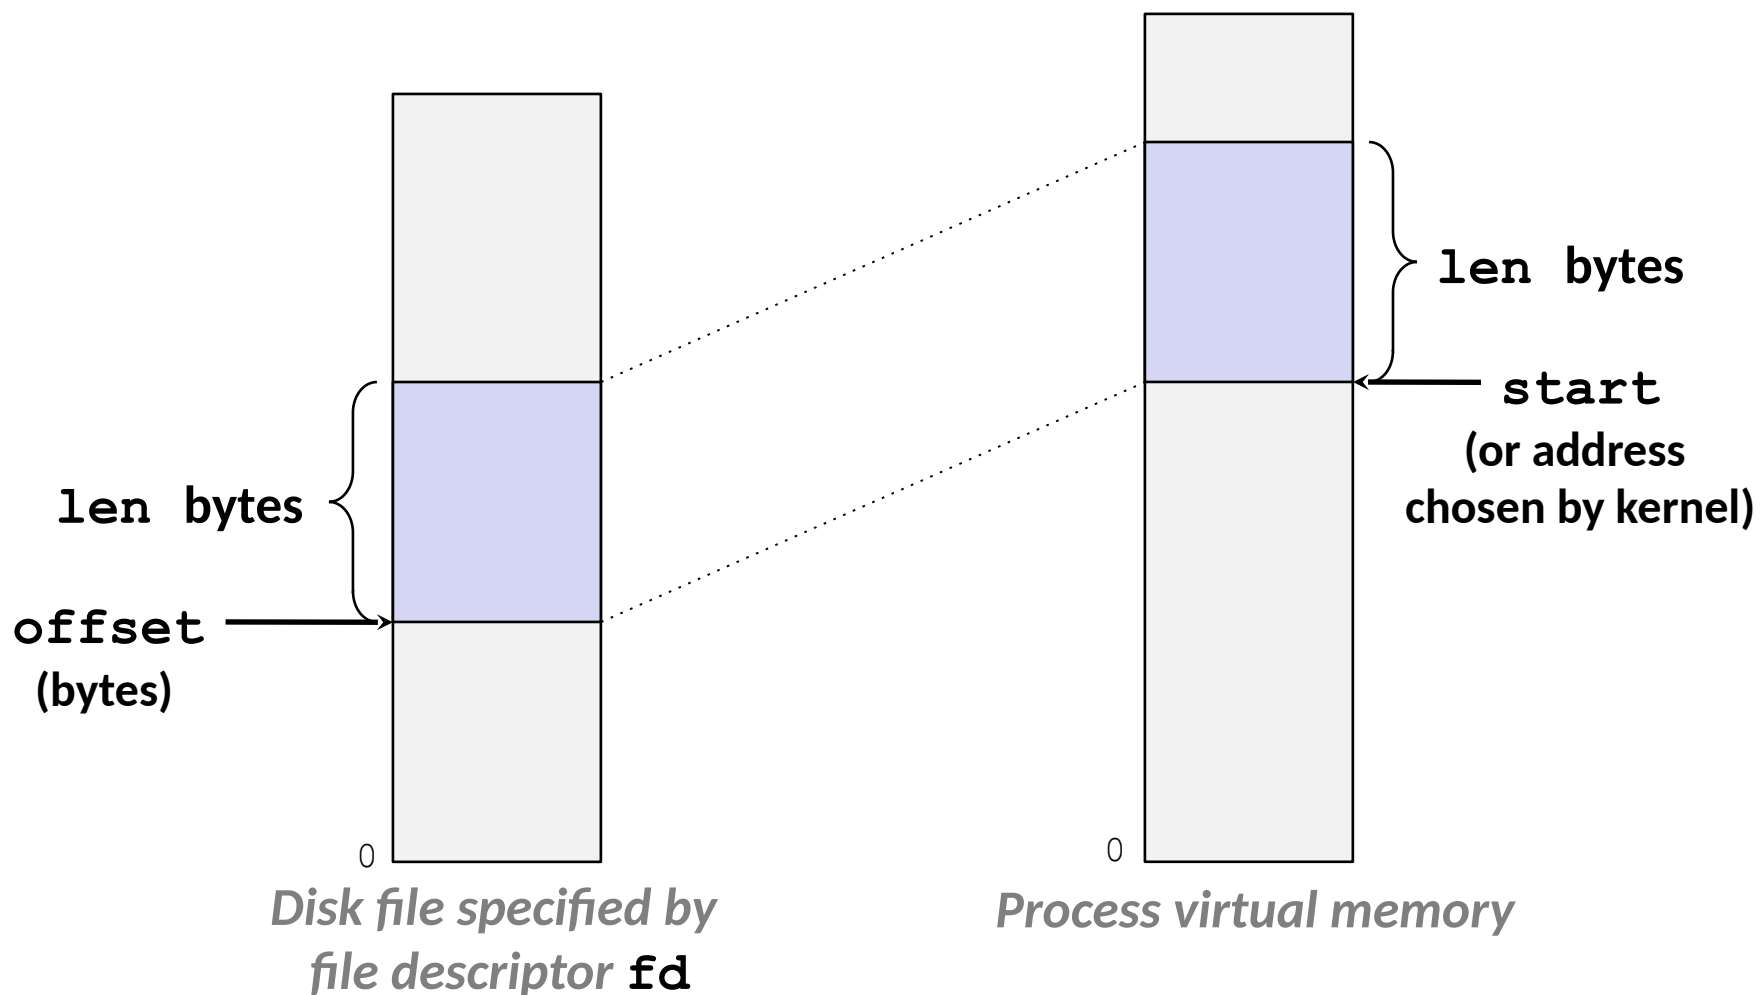 len bytes
start
(or address
chosen by kernel)
len bytes
offset
(bytes)
0
0
Disk file specified by
file descriptor fd
Process virtual memory